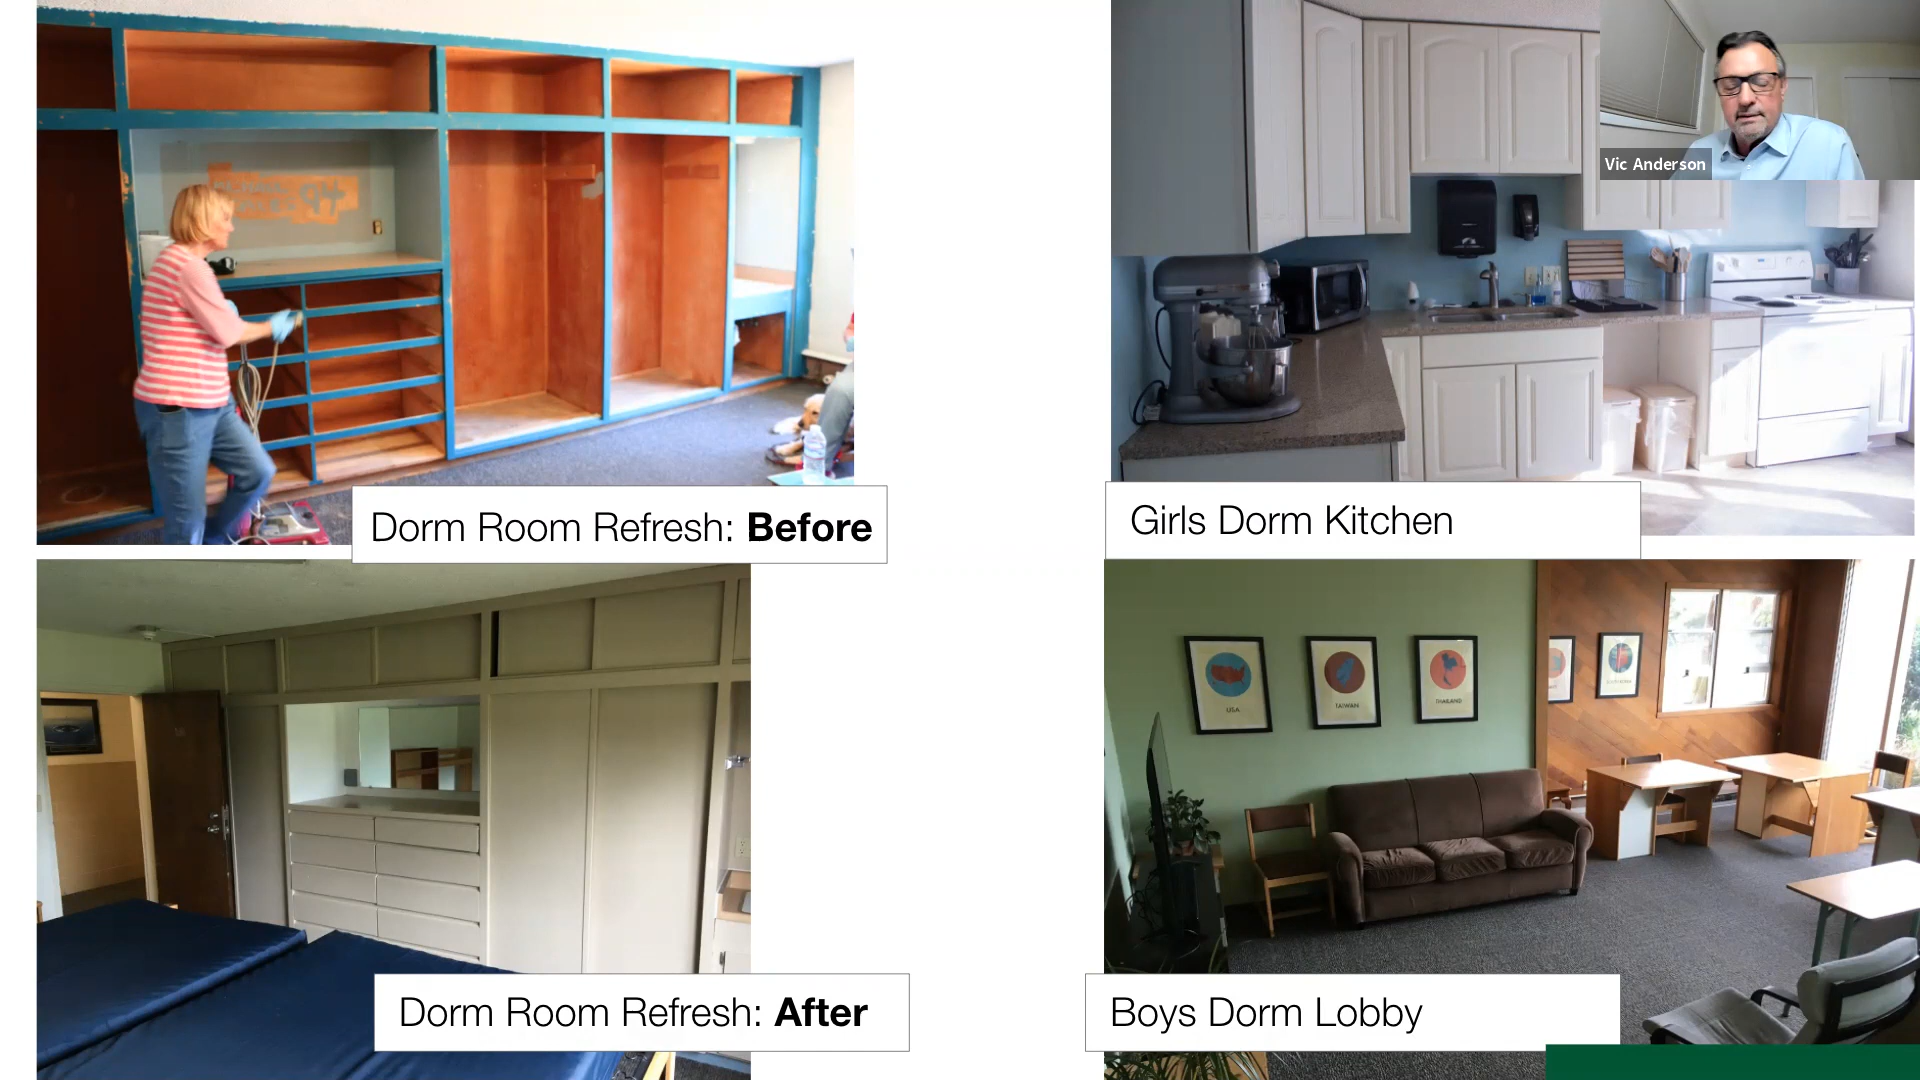 Vic Anderson
Dorm Room Refresh: Before
Girls Dorm Kitchen
USA
TAIWAN
THAILAND
Dorm Room Refresh: After
Boys Dorm Lobby